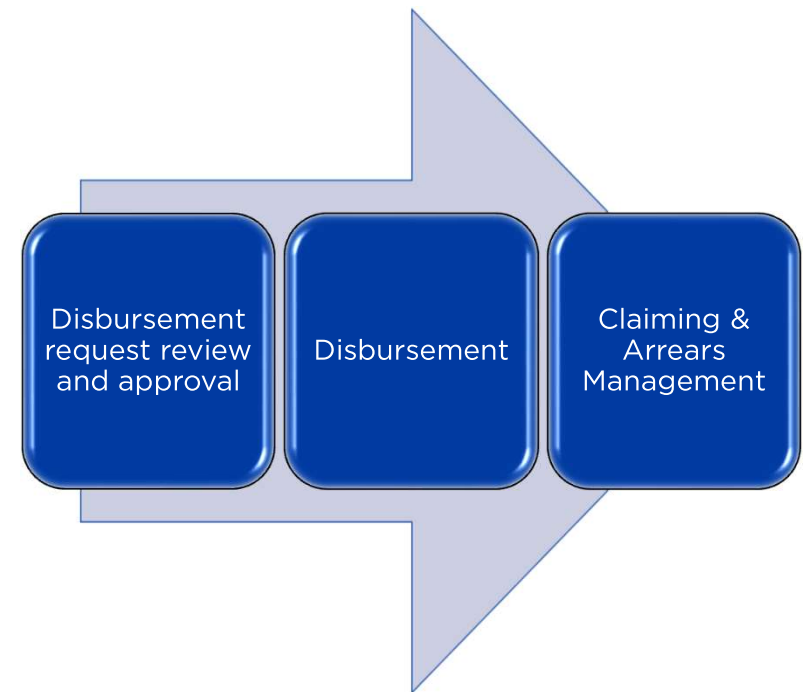 Disbursement
request review
and approval
Disbursement
Claiming &
Arrears
Management